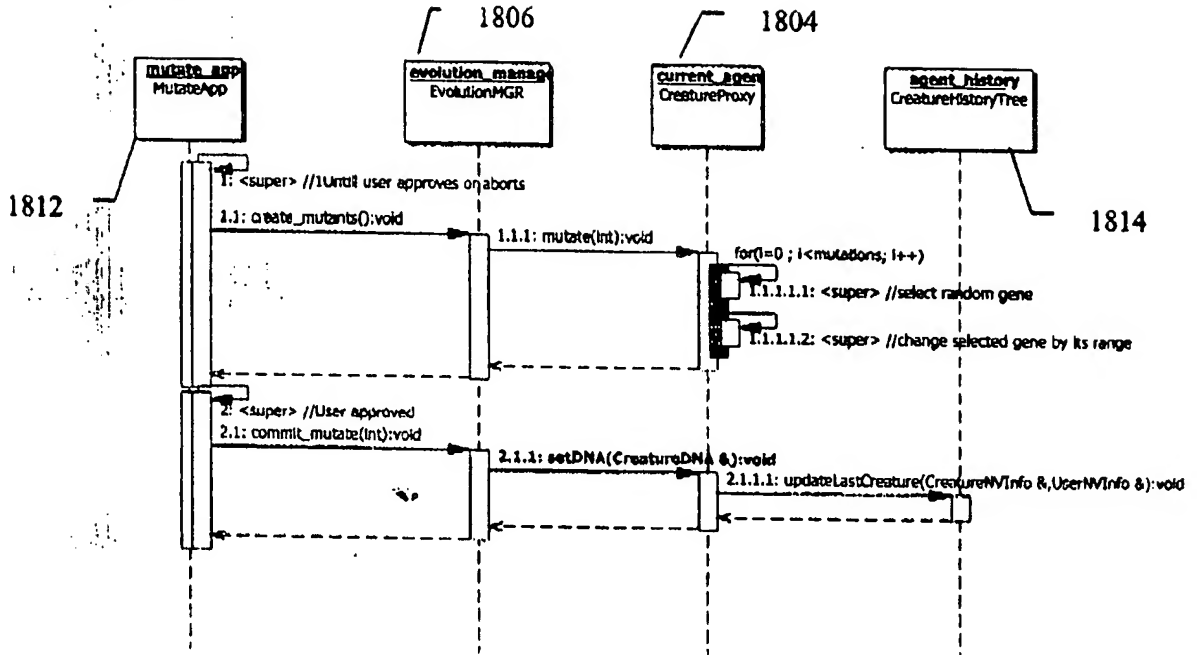 1806
1804
mutate_app
MutateApp
evolution_manage
EvolutionMGR
current_agen
CreatureProxy
agent_history
CreatureHistoryTree
1812
1814
1: <super> //1Until user approves or aborts
1.1: create_mutants():void
1.1.1: mutate(int):void
for(i=0 ; i<mutations; i++)
1.1.1.1.1: <super> //select random gene
1.1.1.1.2: <super> //change selected gene by its range
2: <super> //User approved
2.1: commit_mutate(int):void
2.1.1: setDNA(CreatureDNA &):void
2.1.1.1: updateLastCreature(CreatureNVInfo &,UserNVInfo &):void